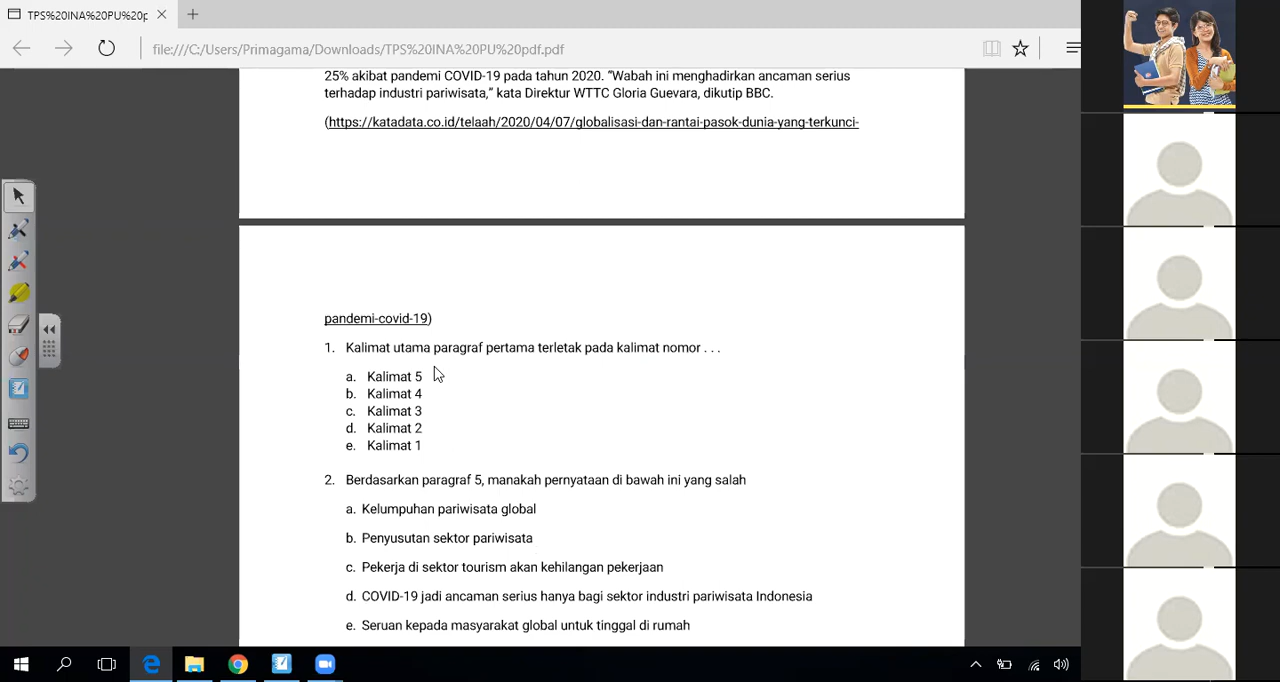 TPS%20INA%20PU%20p
file:///C:/Users/Primagama/Downloads/TPS%20INA%20PU%20pdf.pdf
25% akibat pandemi COVID-19 pada tahun 2020. “Wabah ini menghadirkan ancaman serius
terhadap industri pariwisata,” kata Direktur WTTC Gloria Guevara, dikutip BBC.
(https://katadata.co.id/telaah/2020/04/07/globalisasi-dan-rantai-pasok-dunia-yang-terkunci-
pandemi-covid-19)
1. Kalimat utama paragraf pertama terletak pada kalimat nomor . . .
a. Kalimat 5
b. Kalimat 4
c. Kalimat 3
d. Kalimat 2
e. Kalimat 1
2. Berdasarkan paragraf 5, manakah pernyataan di bawah ini yang salah
a. Kelumpuhan pariwisata global
b. Penyusutan sektor pariwisata
c. Pekerja di sektor tourism akan kehilangan pekerjaan
d. COVID-19 jadi ancaman serius hanya bagi sektor industri pariwisata Indonesia
e. Seruan kepada masyarakat global untuk tinggal di rumah